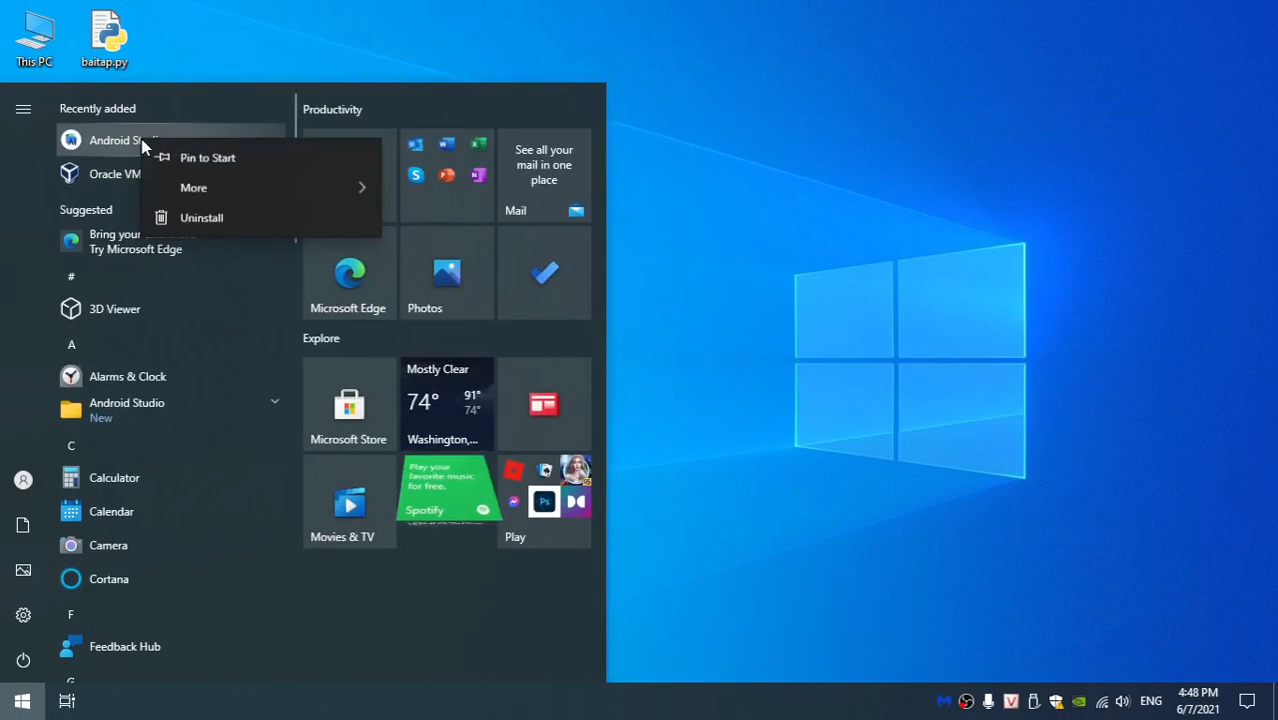 This PC
baitap.py
Recently added
Android
Oracle VM
Suggested
Bring your
Try Microsoft Edge
#
3D Viewer
A
Alarms & Clock
Android Studio
New
C
Calculator
Calendar
Camera
Cortana
F
Feedback Hub
Pin to Start
More
Uninstall
Productivity
See all your
mail in one
place
Mail
Microsoft Edge
Photos
Explore
Microsoft Store
Mostly Clear
74° 91°
74°
Washington,...
Movies & TV
Play your
favorite music
for free.
Spotify
Ps
Play
V
ENG
4:48 PM
6/7/2021